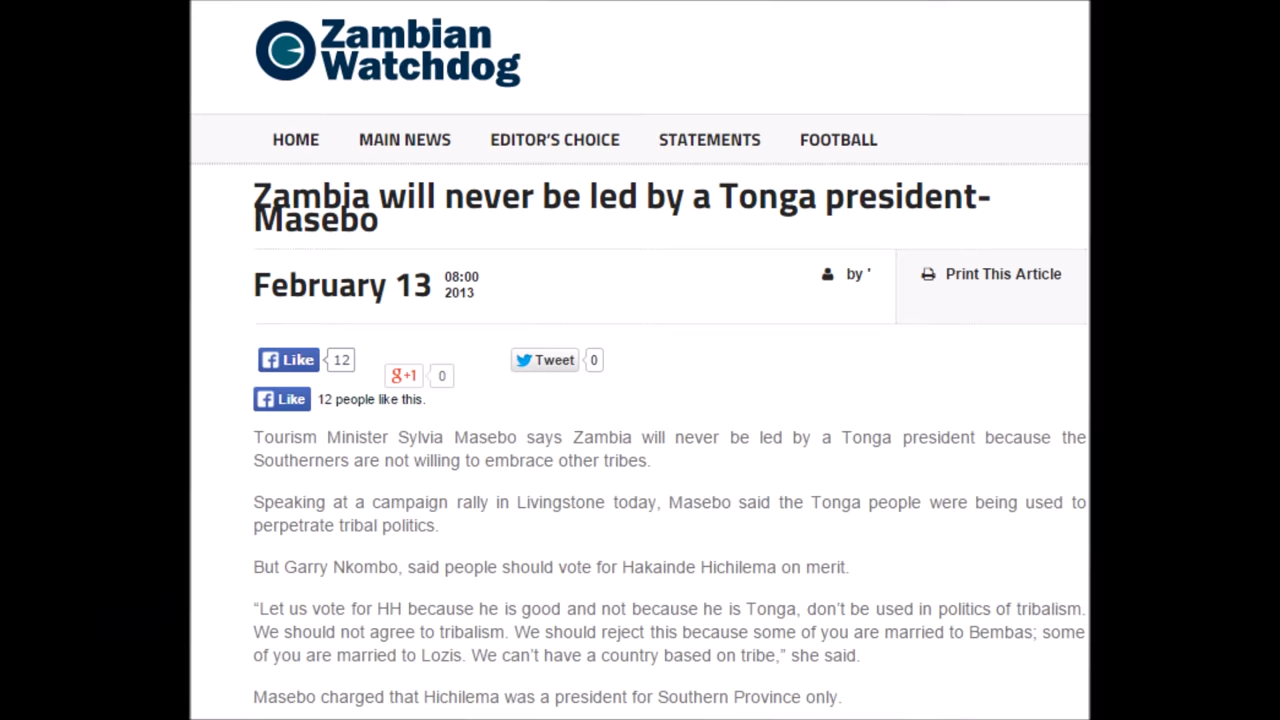 Zambian
Watchdog
HOME MAIN NEWS EDITOR'S CHOICE STATEMENTS FOOTBALL
Zambia will never be led by a Tonga president-
Masebo
February 13 08:00
2013
by '
Print This Article
Like 12
g+1 0
Tweet 0
Like 12 people like this.
Tourism Minister Sylvia Masebo says Zambia will never be led by a Tonga president because the
Southerners are not willing to embrace other tribes.
Speaking at a campaign rally in Livingstone today, Masebo said the Tonga people were being used to
perpetrate tribal politics.
But Garry Nkombo, said people should vote for Hakainde Hichilema on merit.
“Let us vote for HH because he is good and not because he is Tonga, don’t be used in politics of tribalism.
We should not agree to tribalism. We should reject this because some of you are married to Bembas; some
of you are married to Lozis. We can’t have a country based on tribe,” she said.
Masebo charged that Hichilema was a president for Southern Province only.